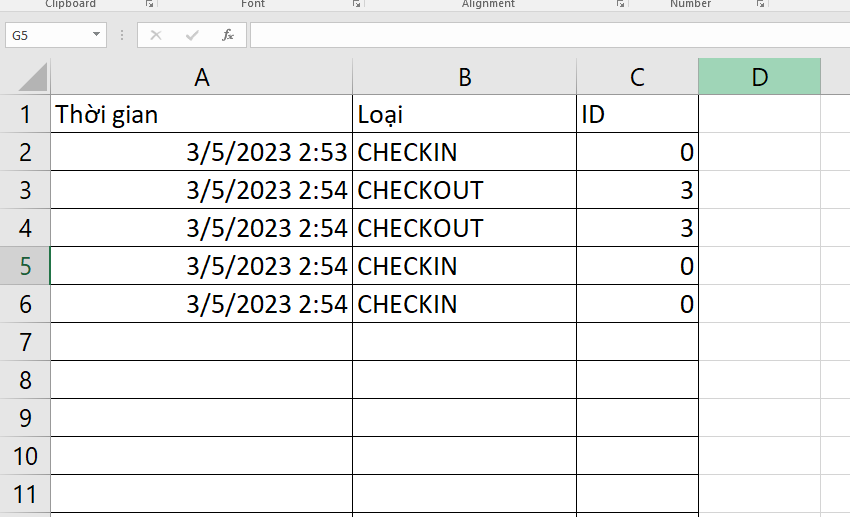 Clipboard Font Alignment Number
G5 fx
A B C D
1 Thời gian Loại ID
2 3/5/2023 2:53 CHECKIN 0
3 3/5/2023 2:54 CHECKOUT 3
4 3/5/2023 2:54 CHECKOUT 3
5 3/5/2023 2:54 CHECKIN 0
6 3/5/2023 2:54 CHECKIN 0
7
8
9
10
11